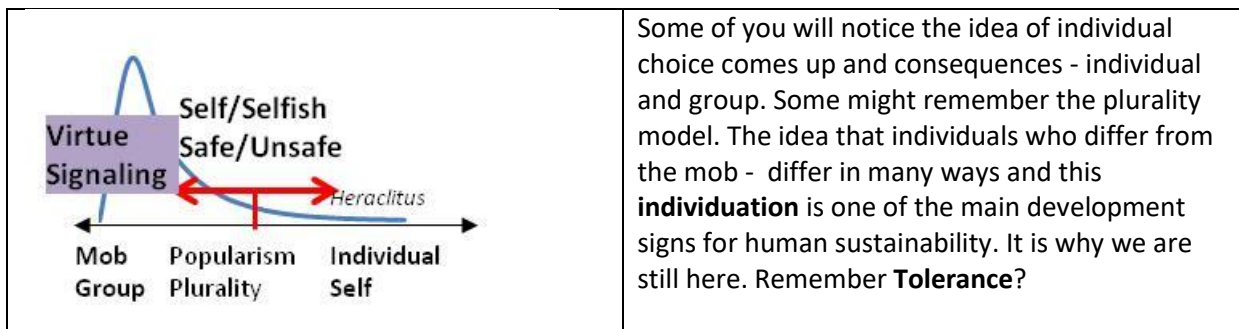 Self/Selfish
Virtue
Safe/Unsafe
Signaling
Heraclitus
Mob Popularism Individual
Group Plurality Self
Some of you will notice the idea of individual
choice comes up and consequences - individual
and group. Some might remember the plurality
model. The idea that individuals who differ from
the mob - differ in many ways and this
individuation is one of the main development
signs for human sustainability. It is why we are
still here. Remember Tolerance?